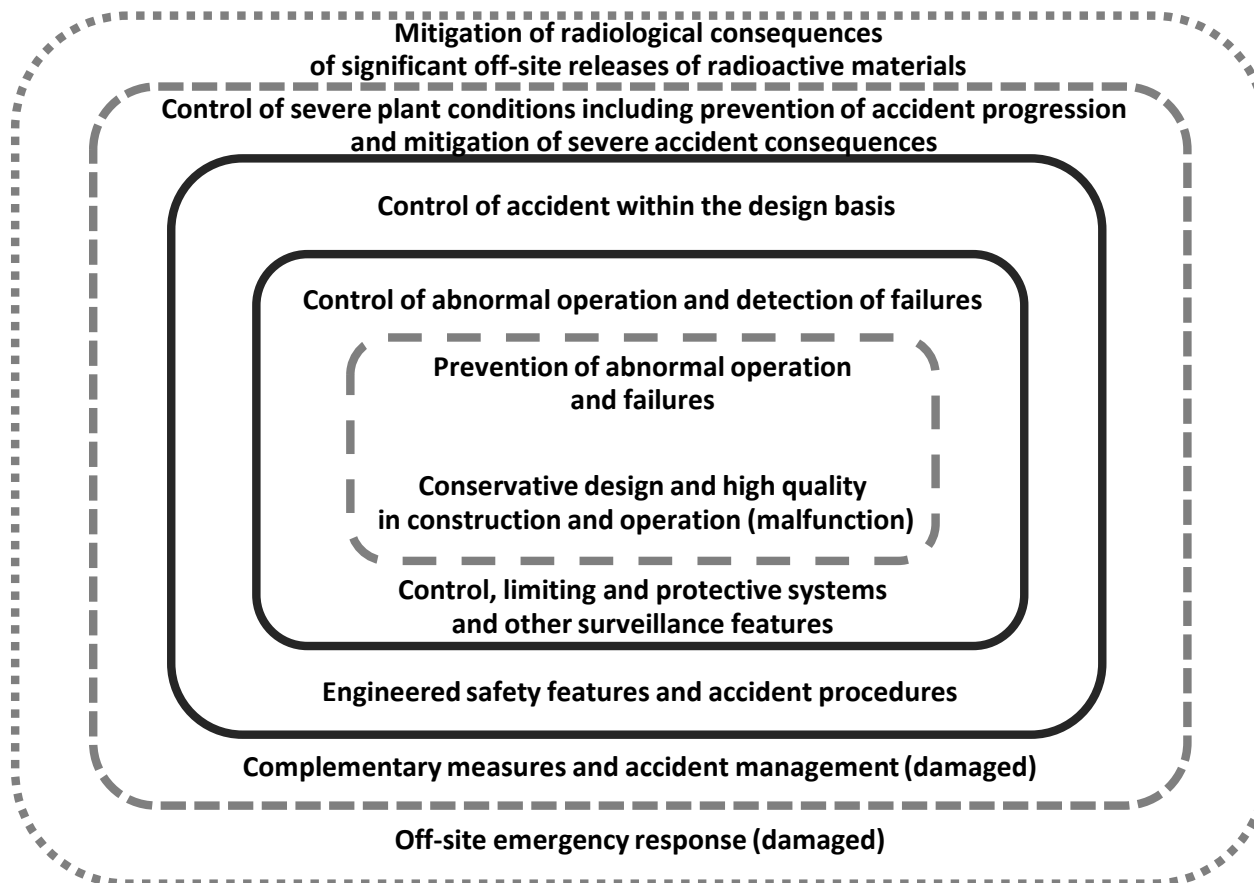 Mitigation of radiological consequences
of significant off-site releases of radioactive materials
Control of severe plant conditions including prevention of accident progression
and mitigation of severe accident consequences
Control of accident within the design basis
Control of abnormal operation and detection of failures
Prevention of abnormal operation
and failures
Conservative design and high quality
in construction and operation (malfunction)
Control, limiting and protective systems
and other surveillance features
Engineered safety features and accident procedures
Complementary measures and accident management (damaged)
Off-site emergency response (damaged)